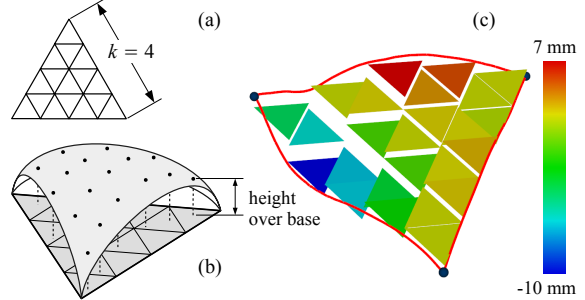 (a)
k = 4
(b)
height
over base
(c)
7 mm
-10 mm